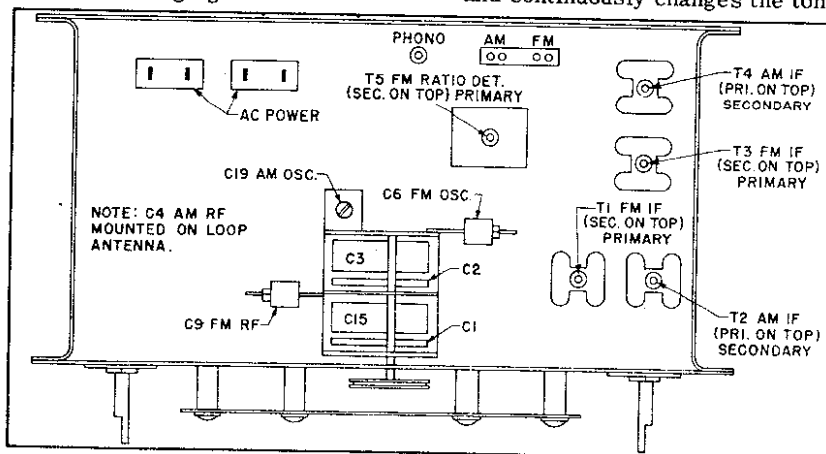 and continuously changes the ton
PHONO
AM FM
T5 FM RATIO DET.
(SEC. ON TOP) PRIMARY
AC POWER
T4 AM IF
(PRI. ON TOP)
SECONDARY
T3 FM IF
(SEC. ON TOP)
PRIMARY
C19 AM OSC.
C6 FM OSC.
T1 FM IF
(SEC. ON TOP)
PRIMARY
NOTE: C4 AM RF
MOUNTED ON LOOP
ANTENNA.
C3
C2
C15
C1
C9 FM RF
T2 AM IF
(PRI. ON TOP)
SECONDARY